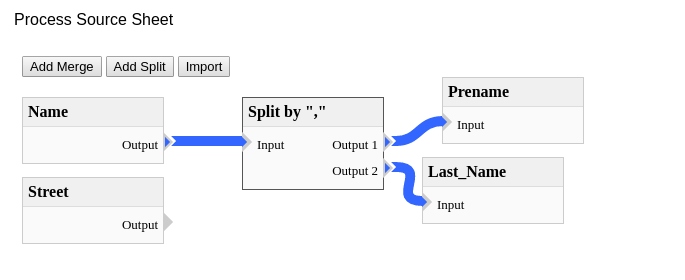 Process Source Sheet
Add Merge Add Split Import
Name
Output
Street
Output
Split by ","
Input Output 1
Output 2
Prename
Input
Last_Name
Input